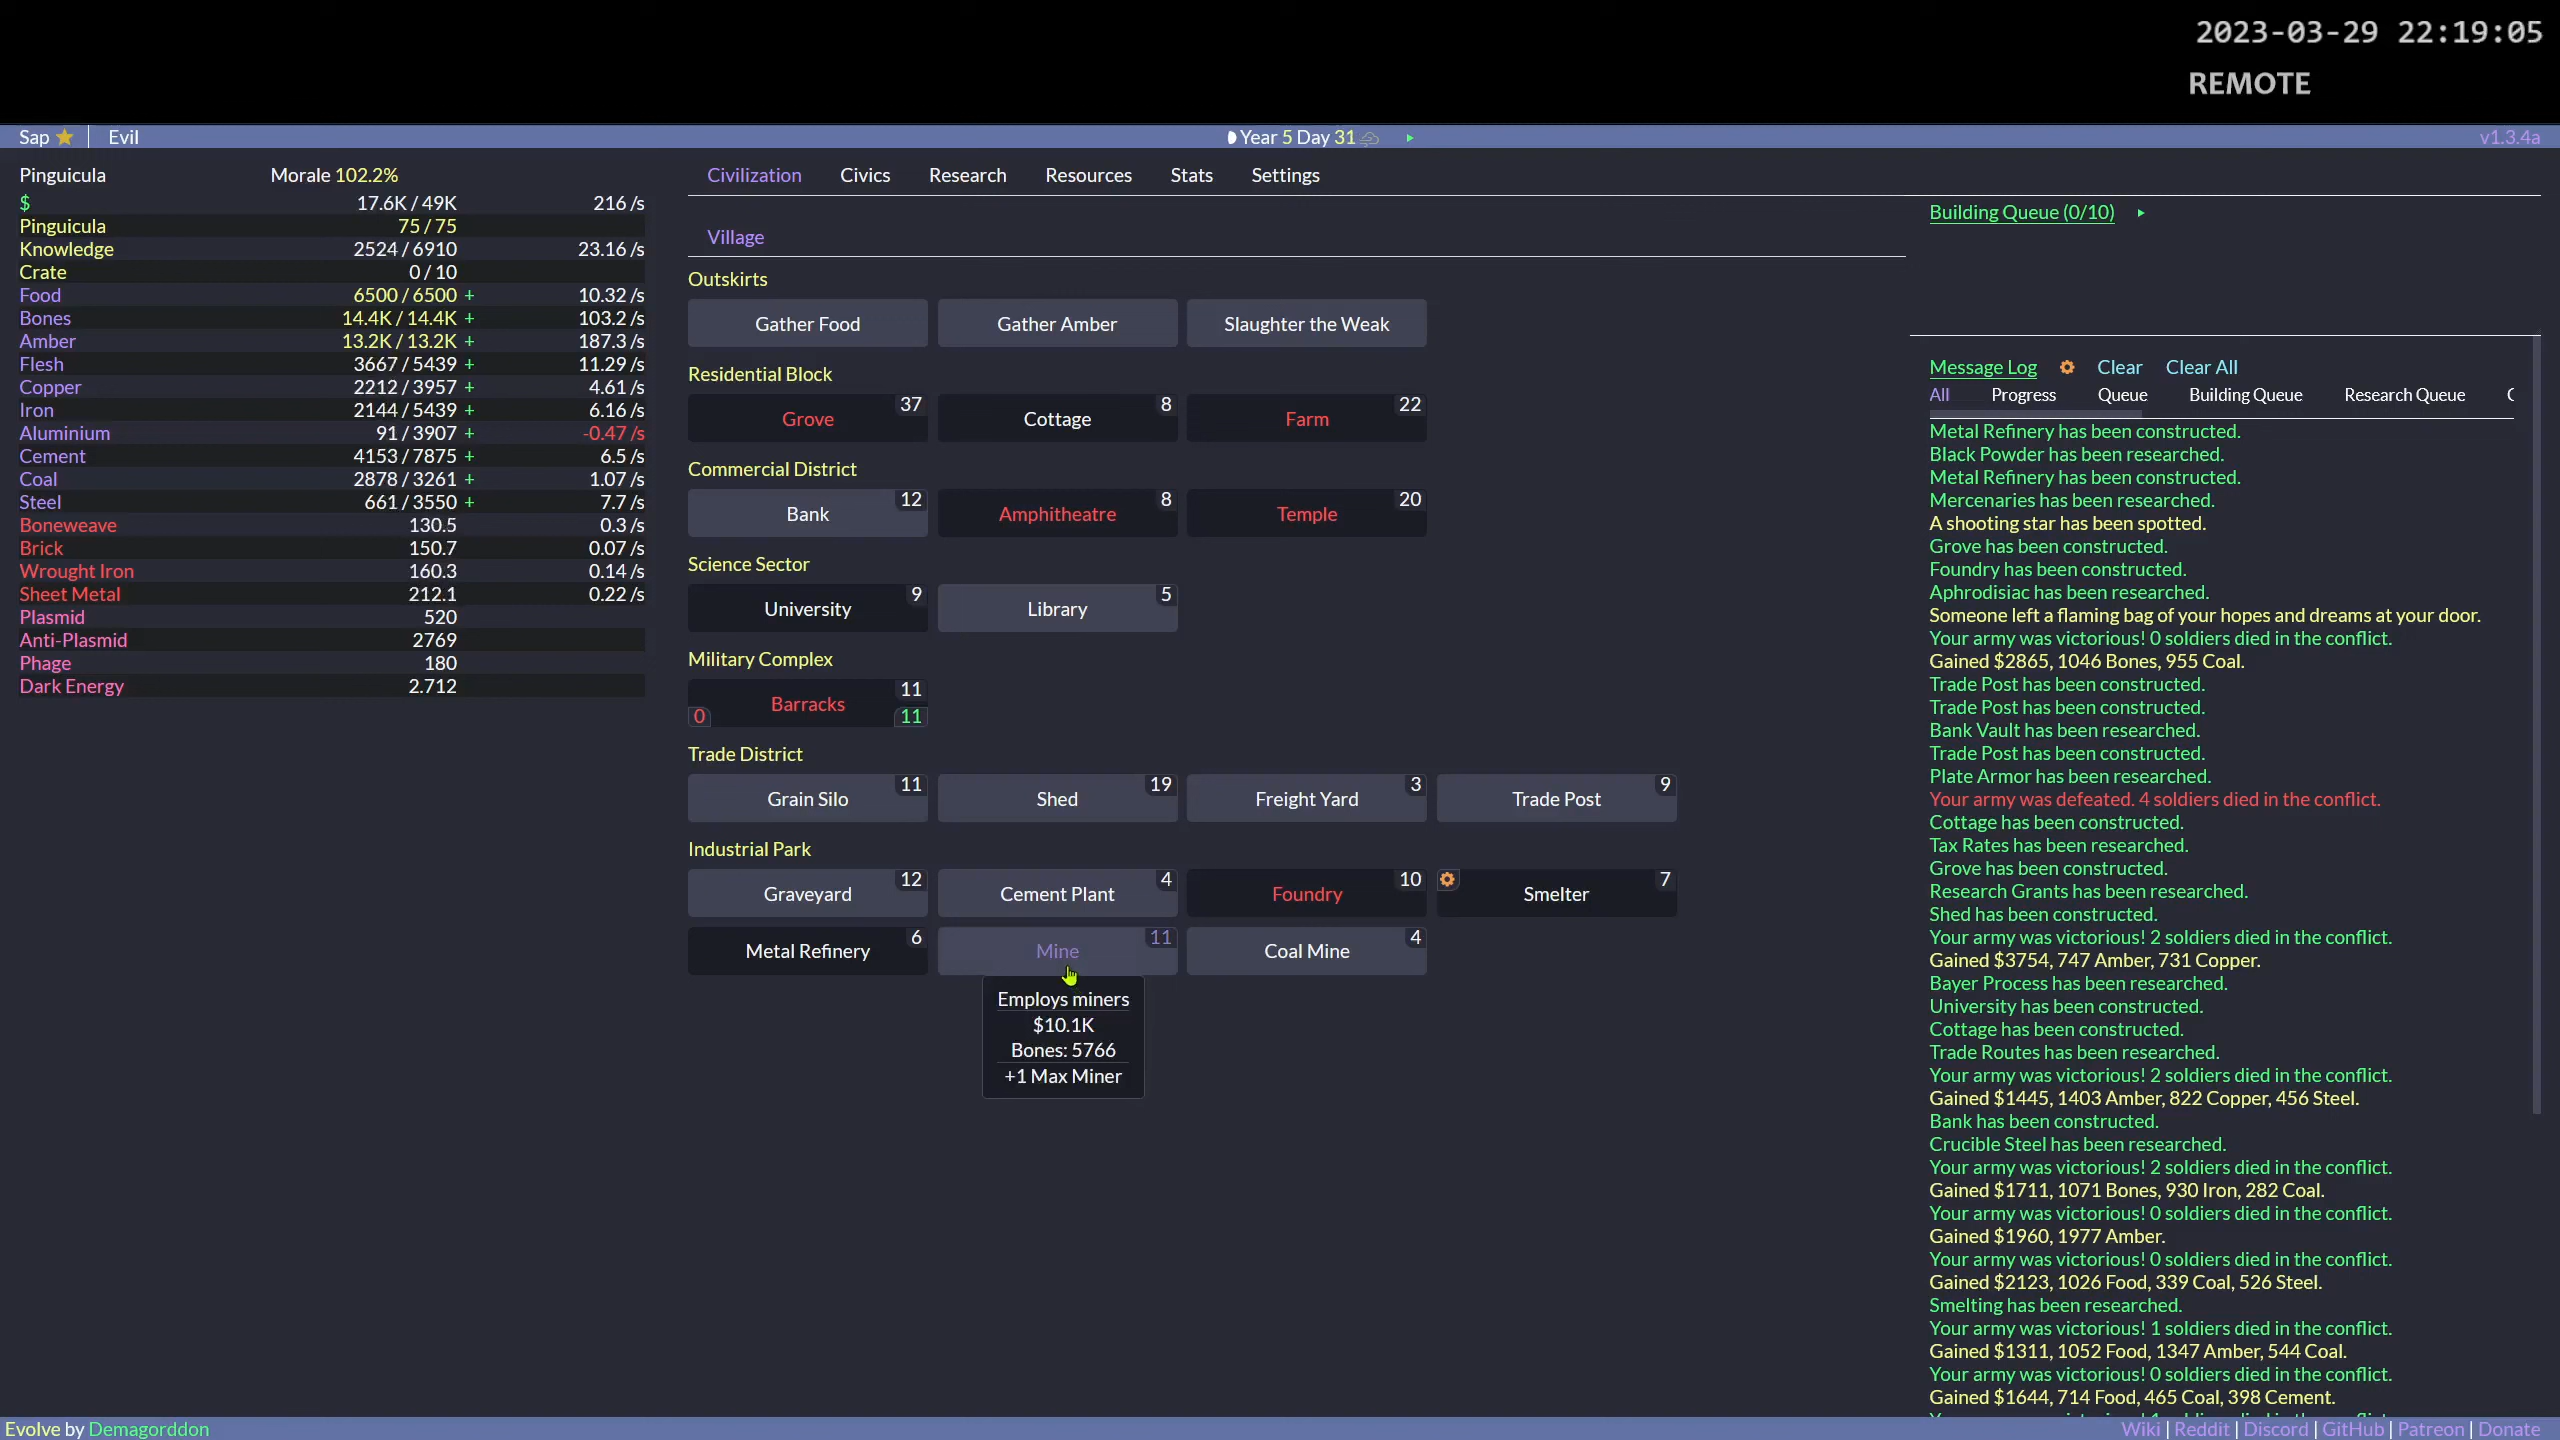 2023-03-29 22:19:05
REMOTE
Sap Evil Year 5 Day 31 v1.3.4a
Pinguicula Morale 102.2%
$ 17.6K / 49K 216 /s
Pinguicula 75 / 75
Knowledge 2524 / 6910 23.16 /s
Crate 0 / 10
Food 6500 / 6500 + 10.32 /s
Bones 14.4K / 14.4K + 103.2 /s
Amber 13.2K / 13.2K + 187.3 /s
Flesh 3667 / 5439 + 11.29 /s
Copper 2212 / 3957 + 4.61 /s
Iron 2144 / 5439 + 6.16 /s
Aluminium 91 / 3907 + -0.47 /s
Cement 4153 / 7875 + 6.5 /s
Coal 2878 / 3261 + 1.07 /s
Steel 661 / 3550 + 7.7 /s
Boneweave 130.5 0.3 /s
Brick 150.7 0.07 /s
Wrought Iron 160.3 0.14 /s
Sheet Metal 212.1 0.22 /s
Plasmid 520
Anti-Plasmid 2769
Phage 180
Dark Energy 2.712
Civilization Civics Research Resources Stats Settings
Village
Outskirts
Gather Food Gather Amber Slaughter the Weak
Residential Block
Grove 37 Cottage 8 Farm 22
Commercial District
Bank 12 Amphitheatre 8 Temple 20
Science Sector
University 9 Library 5
Military Complex
Barracks 11
0 11
Trade District
Grain Silo 11 Shed 19 Freight Yard 3 Trade Post 9
Industrial Park
Graveyard 12 Cement Plant 4 Foundry 10 Smelter 7
Metal Refinery 6 Mine 11 Coal Mine 4
Employs miners
$10.1K
Bones: 5766
+1 Max Miner
Building Queue (0/10)
Message Log Clear Clear All
All Progress Queue Building Queue Research Queue
Metal Refinery has been constructed.
Black Powder has been researched.
Metal Refinery has been constructed.
Mercenaries has been researched.
A shooting star has been spotted.
Grove has been constructed.
Foundry has been constructed.
Aphrodisiac has been researched.
Someone left a flaming bag of your hopes and dreams at your door.
Your army was victorious! 0 soldiers died in the conflict.
Gained $2865, 1046 Bones, 955 Coal.
Trade Post has been constructed.
Trade Post has been constructed.
Bank Vault has been researched.
Trade Post has been constructed.
Plate Armor has been researched.
Your army was defeated. 4 soldiers died in the conflict.
Cottage has been constructed.
Tax Rates has been researched.
Grove has been constructed.
Research Grants has been researched.
Shed has been constructed.
Your army was victorious! 2 soldiers died in the conflict.
Gained $3754, 747 Amber, 731 Copper.
Bayer Process has been researched.
University has been constructed.
Cottage has been constructed.
Trade Routes has been researched.
Your army was victorious! 2 soldiers died in the conflict.
Gained $1445, 1403 Amber, 822 Copper, 456 Steel.
Bank has been constructed.
Crucible Steel has been researched.
Your army was victorious! 2 soldiers died in the conflict.
Gained $1711, 1071 Bones, 930 Iron, 282 Coal.
Your army was victorious! 0 soldiers died in the conflict.
Gained $1960, 1977 Amber.
Your army was victorious! 0 soldiers died in the conflict.
Gained $2123, 1026 Food, 339 Coal, 526 Steel.
Smelting has been researched.
Your army was victorious! 1 soldiers died in the conflict.
Gained $1311, 1052 Food, 1347 Amber, 544 Coal.
Your army was victorious! 0 soldiers died in the conflict.
Gained $1644, 714 Food, 465 Coal, 398 Cement.
Evolve by Demagorddon
Wiki | Reddit | Discord | GitHub | Patreon | Donate